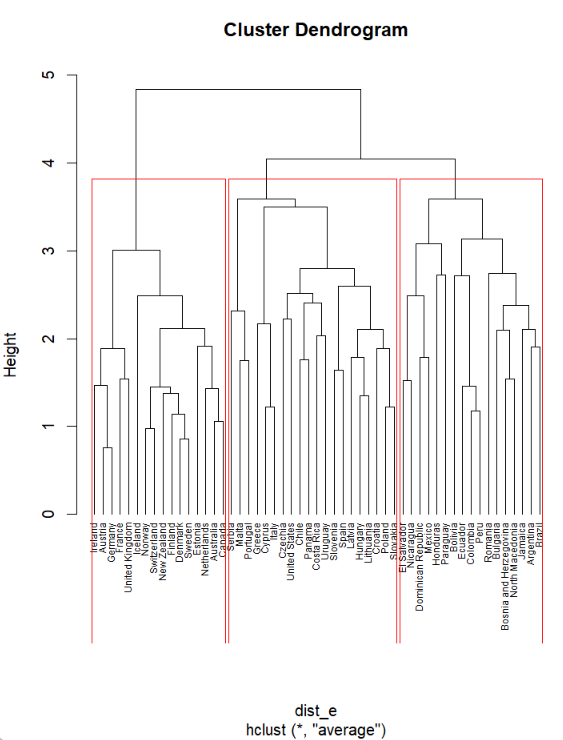 Cluster Dendrogram
Height
5
4
3
2
1
0
Ireland
Austria
Germany
France
United Kingdom
Iceland
Norway
Switzerland
New Zealand
Finland
Denmark
Sweden
Estonia
Netherlands
Australia
Canada
Serbia
Malta
Portugal
Greece
Cyprus
Italy
Czechia
United States
Chile
Panama
Costa Rica
Uruguay
Slovenia
Spain
Latvia
Hungary
Lithuania
Croatia
Poland
Slovakia
El Salvador
Nicaragua
Dominican Republic
Mexico
Honduras
Paraguay
Bolivia
Ecuador
Colombia
Peru
Romania
Bulgaria
Bosnia and Herzegovina
North Macedonia
Jamaica
Argentina
Brazil
dist_e
hclust (*, "average")